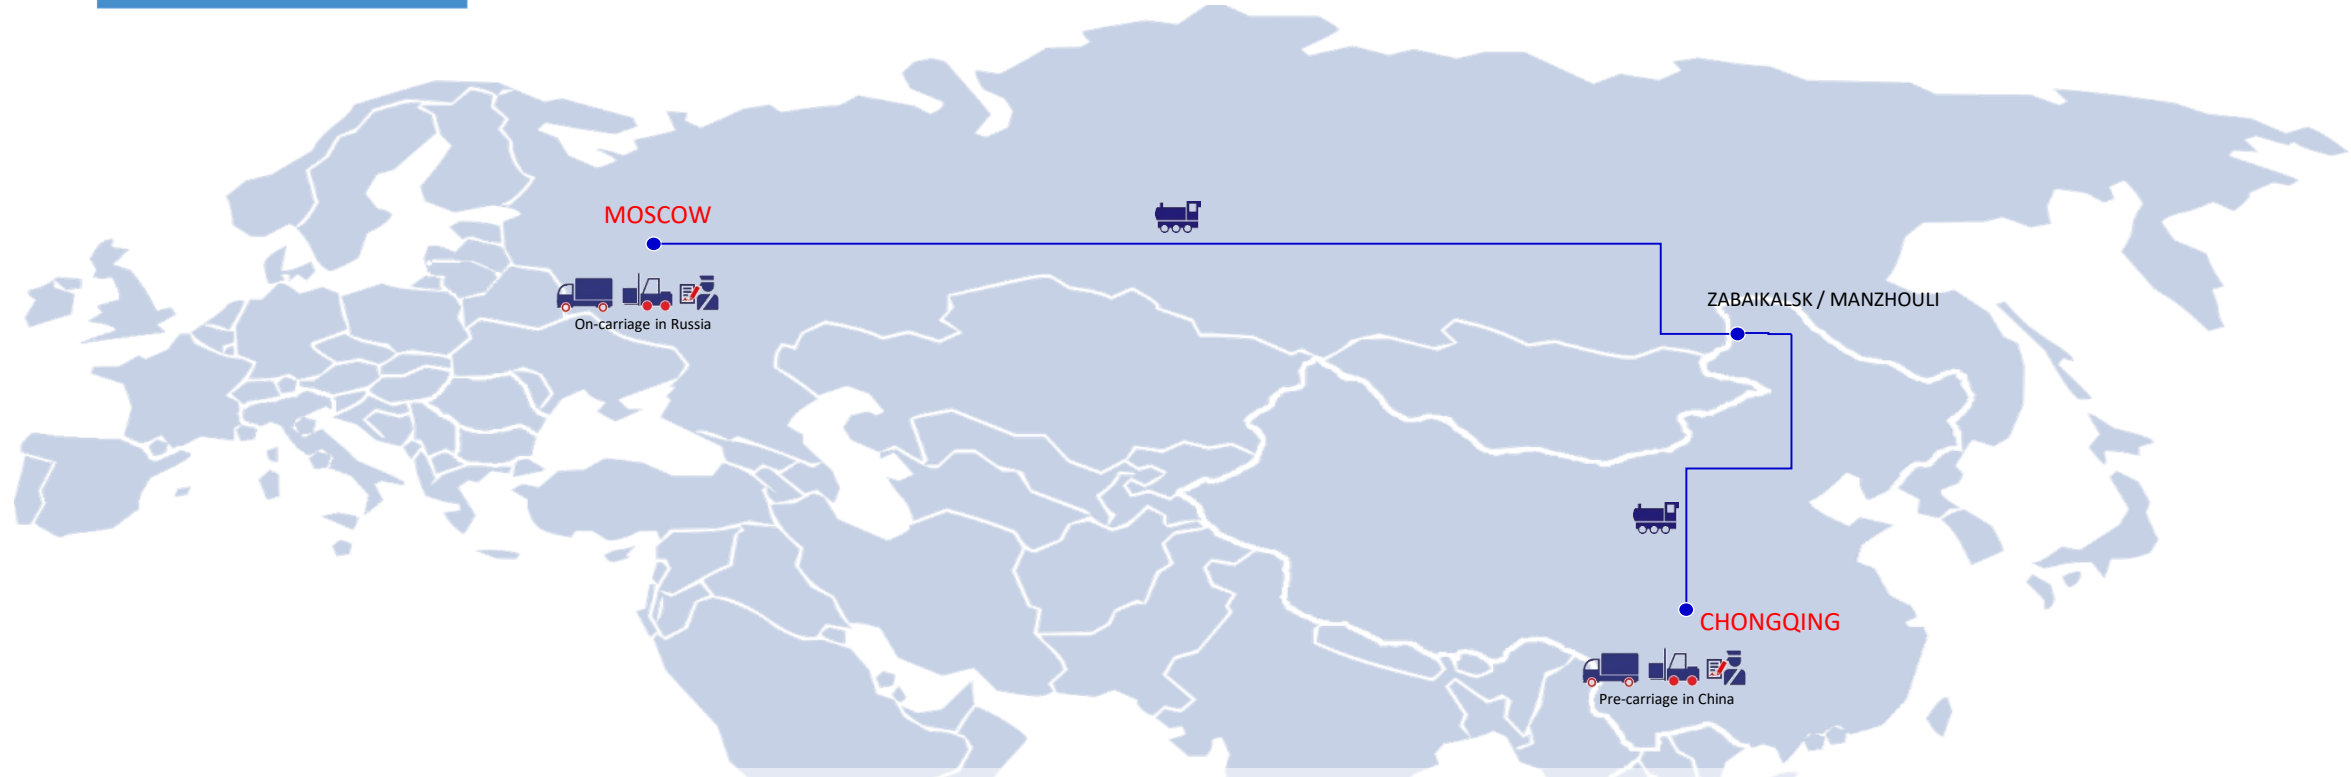 MOSCOW
ZABAIKALSK / MANZHOULI
On-carriage in Russia
CHONGQING
Pre-carriage in China